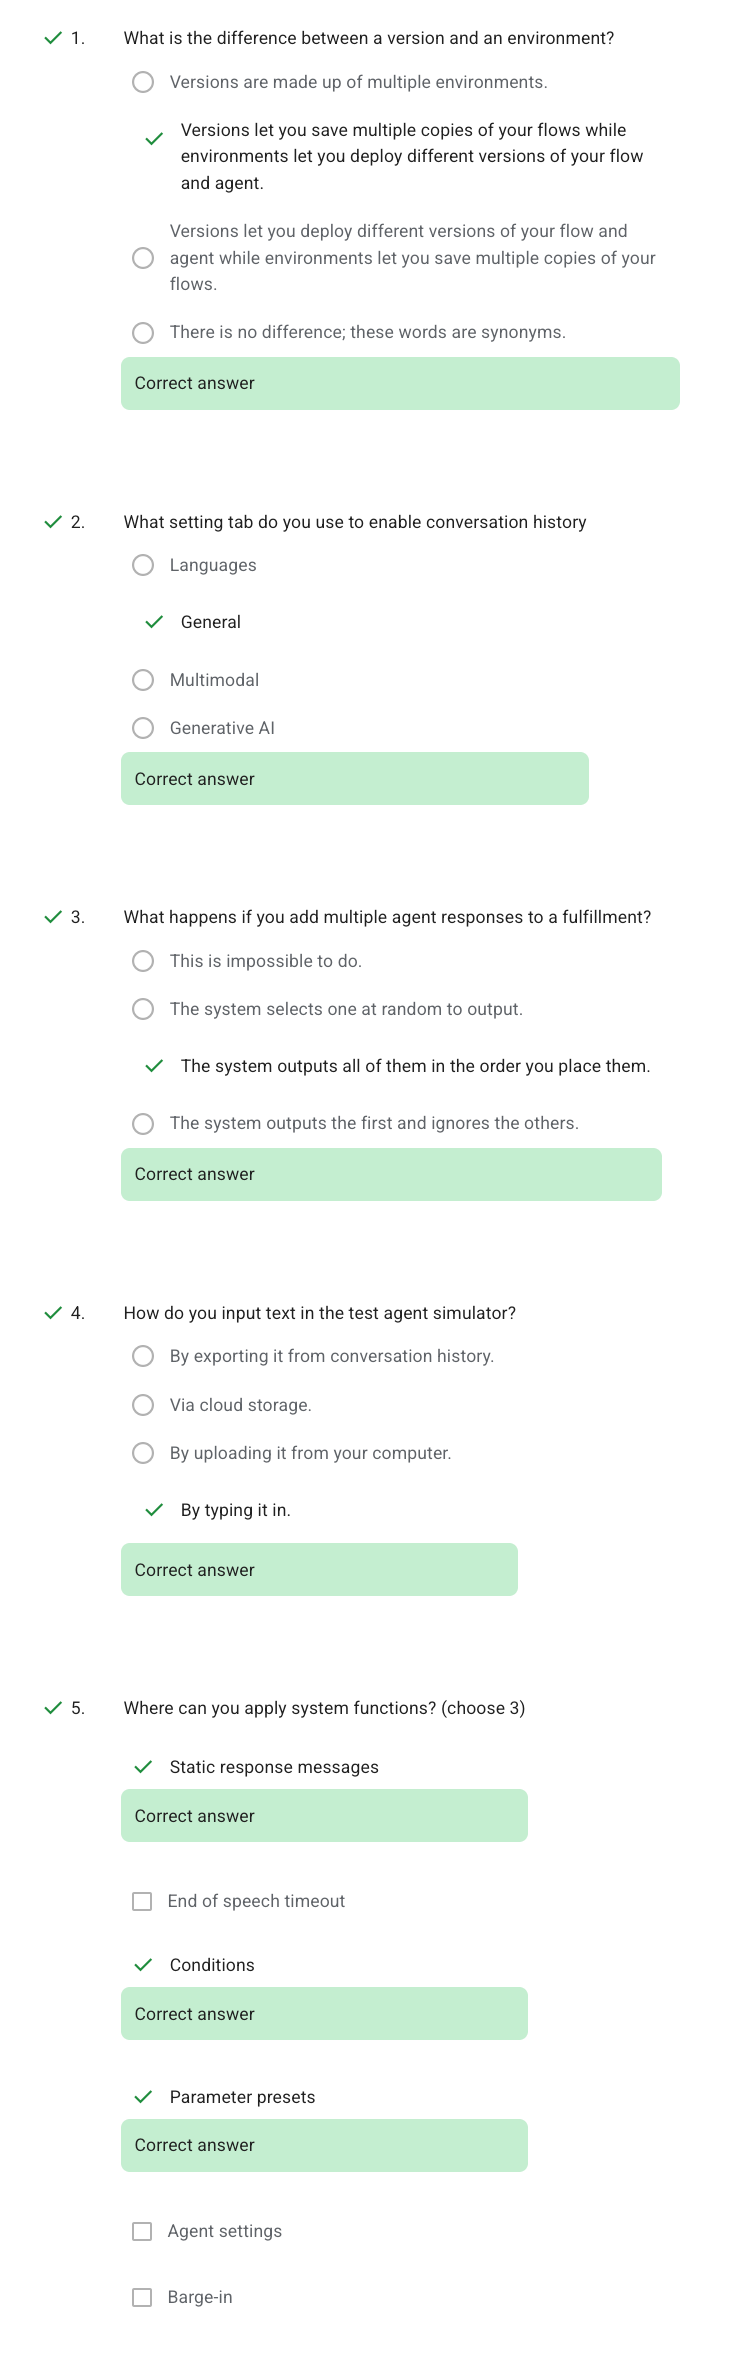 1. What is the difference between a version and an environment?
Versions are made up of multiple environments.
Versions let you save multiple copies of your flows while
environments let you deploy different versions of your flow
and agent.
Versions let you deploy different versions of your flow and
agent while environments let you save multiple copies of your
flows.
There is no difference; these words are synonyms.
Correct answer
2. What setting tab do you use to enable conversation history
Languages
General
Multimodal
Generative AI
Correct answer
3. What happens if you add multiple agent responses to a fulfillment?
This is impossible to do.
The system selects one at random to output.
The system outputs all of them in the order you place them.
The system outputs the first and ignores the others.
Correct answer
4. How do you input text in the test agent simulator?
By exporting it from conversation history.
Via cloud storage.
By uploading it from your computer.
By typing it in.
Correct answer
5. Where can you apply system functions? (choose 3)
Static response messages
Correct answer
End of speech timeout
Conditions
Correct answer
Parameter presets
Correct answer
Agent settings
Barge-in